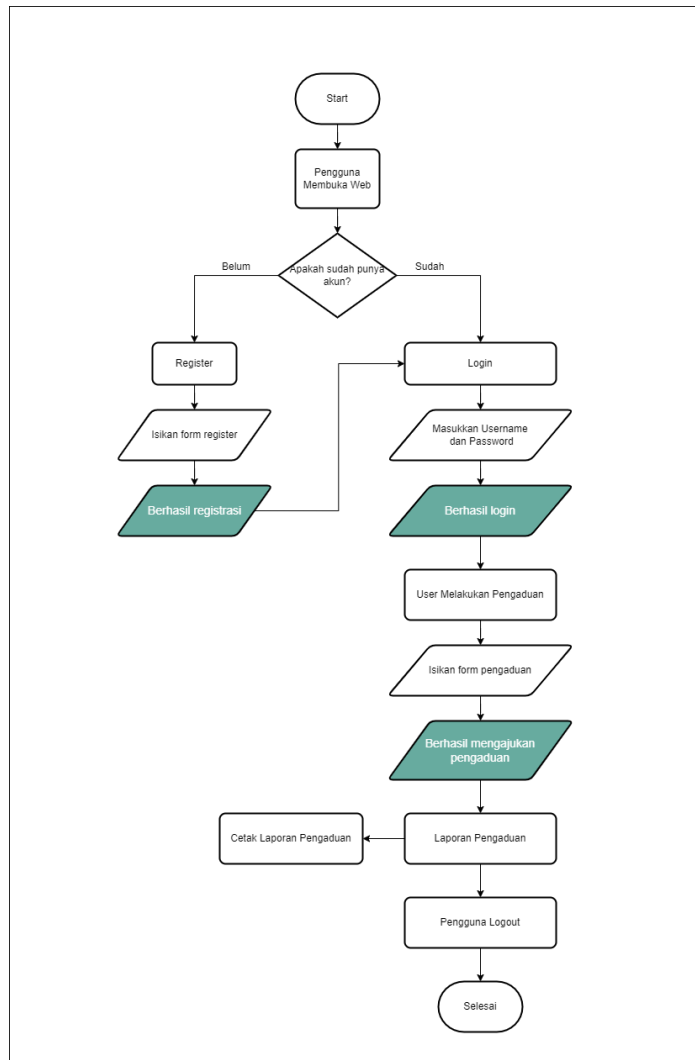 Start
Pengguna
Membuka Web
Apakah sudah punya
akun?
Belum
Sudah
Register
Login
Isikan form register
Masukkan Username
dan Password
Berhasil registrasi
Berhasil login
User Melakukan Pengaduan
Isikan form pengaduan
Berhasil mengajukan
pengaduan
Cetak Laporan Pengaduan
Laporan Pengaduan
Pengguna Logout
Selesai